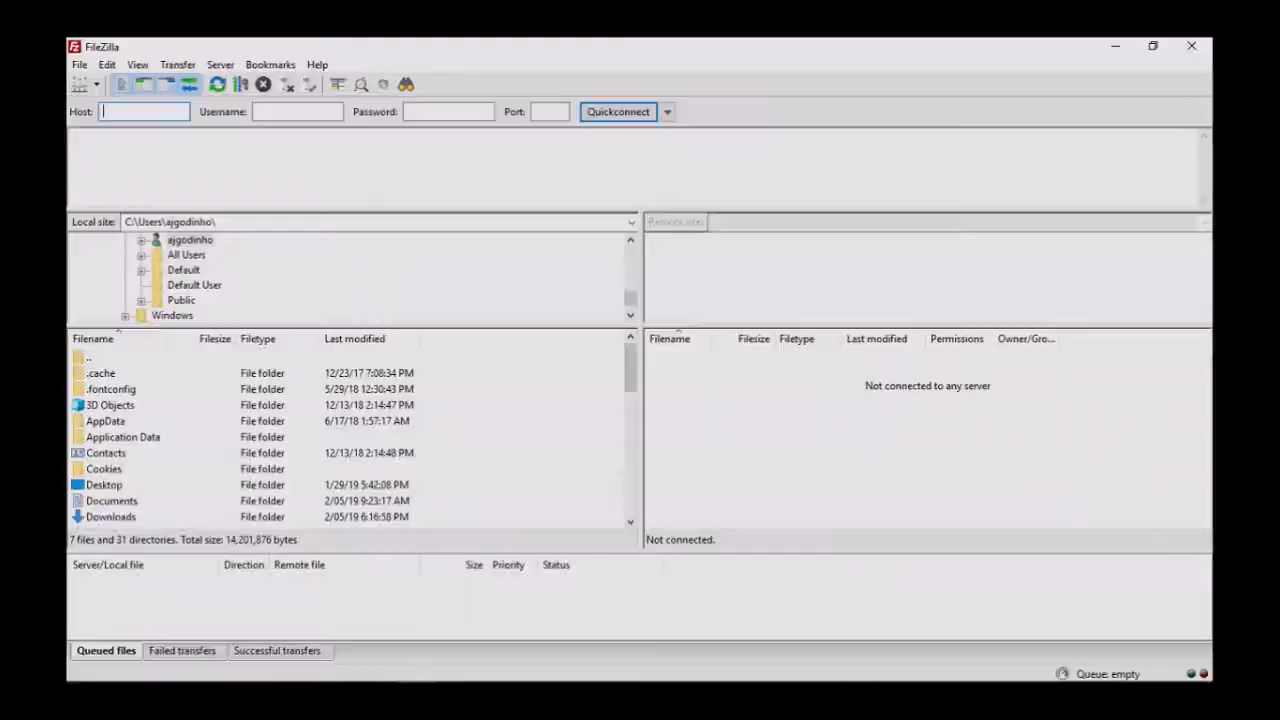 FileZilla
File Edit View Transfer Server Bookmarks Help
Host: Username: Password: Port: Quickconnect
Local site: C:\Users\ajgodinho\ Remote site:
ajgodinho
All Users
Default
Default User
Public
Windows
Filename Filesize Filetype Last modified Filename Filesize Filetype Last modified Permissions Owner/Gro...
..
.cache File folder 12/23/17 7:08:34 PM
Not connected to any server
.fontconfig File folder 5/29/18 12:30:43 PM
3D Objects File folder 12/13/18 2:14:47 PM
AppData File folder 6/17/18 1:57:17 AM
Application Data File folder
Contacts File folder 12/13/18 2:14:48 PM
Cookies File folder
Desktop File folder 1/29/19 5:42:08 PM
Documents File folder 2/05/19 9:23:17 AM
Downloads File folder 2/05/19 6:16:58 PM
7 files and 31 directories. Total size: 14,201,876 bytes Not connected.
Server/Local file Direction Remote file Size Priority Status
Queued files Failed transfers Successful transfers
Queue: empty